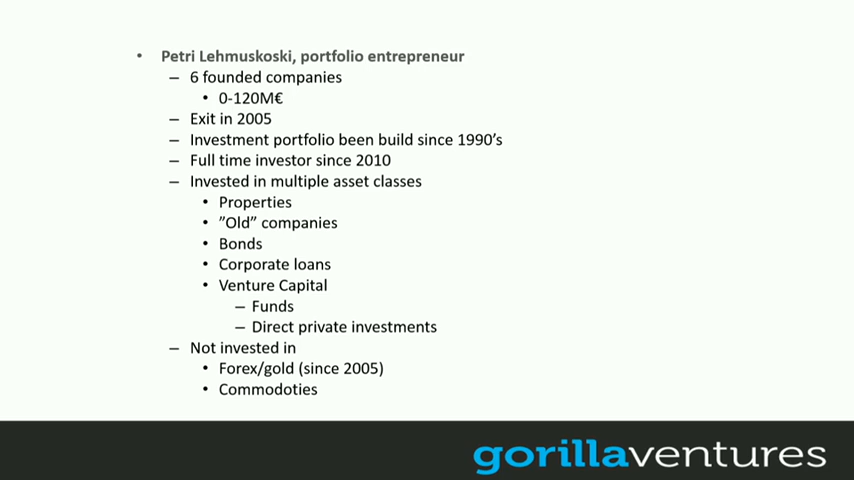 • Petri Lehmuskoski, portfolio entrepreneur
– 6 founded companies
• 0-120M€
– Exit in 2005
– Investment portfolio been build since 1990’s
– Full time investor since 2010
– Invested in multiple asset classes
• Properties
• ”Old” companies
• Bonds
• Corporate loans
• Venture Capital
– Funds
– Direct private investments
– Not invested in
• Forex/gold (since 2005)
• Commodoties
gorillaventures